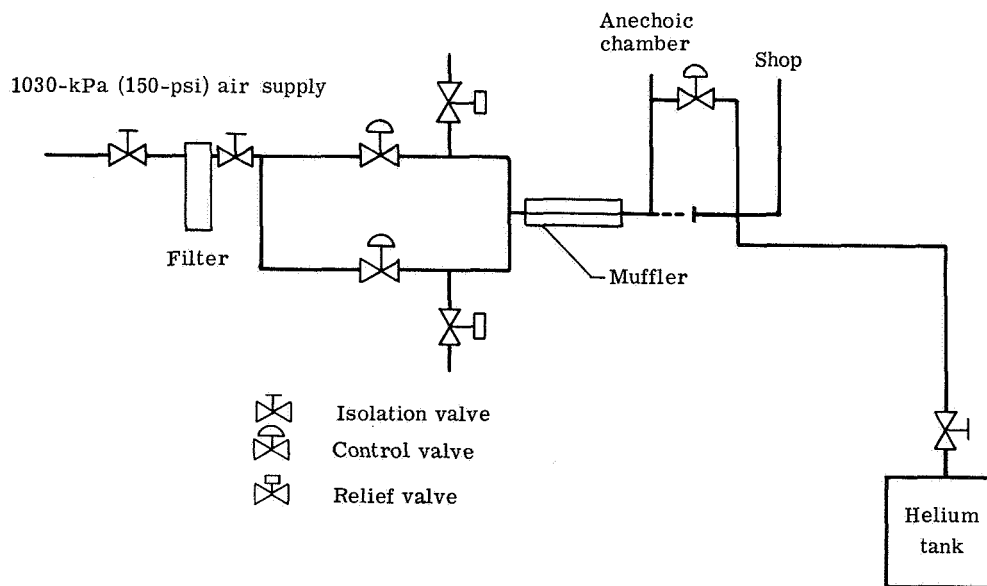 Anechoic
chamber
Shop
1030-kPa (150-psi) air supply
Filter
Muffler
Isolation valve
Control valve
Relief valve
Helium
tank